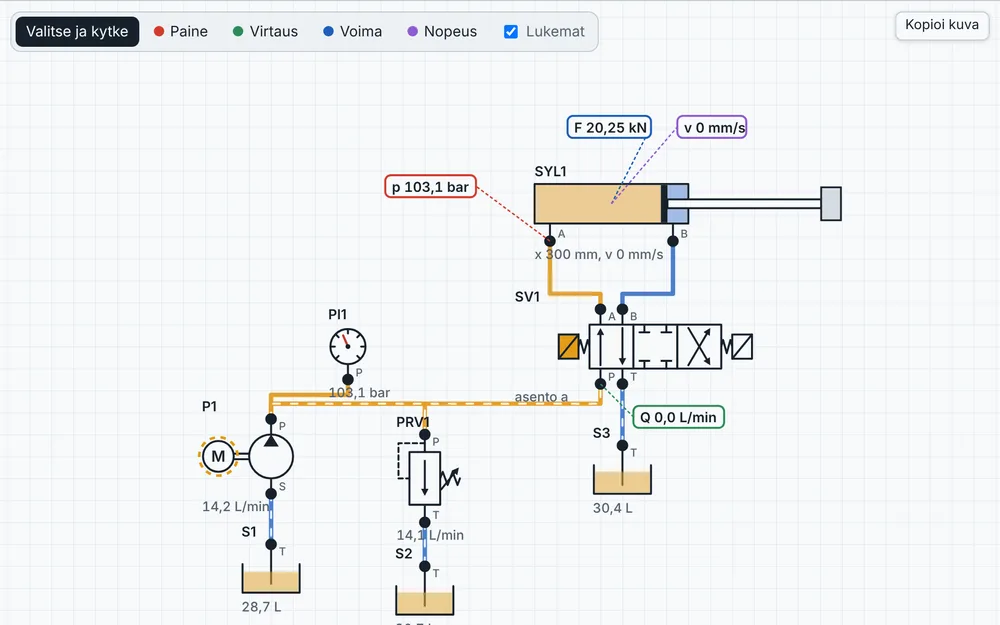 Valitse ja kytke
Paine
Virtaus
Voima
Nopeus
Lukemat
Kopioi kuva
F 20,25 kN
v 0 mm/s
SYL1
p 103,1 bar
A
B
x 300 mm, v 0 mm/s
SV1
A
B
PI1
P
T
P
103,1 bar
asento a
P1
PRV1
Q 0,0 L/min
P
P
S3
M
T
S
14,2 L/min
30,4 L
T
S1
14,1 L/min
T
S2
T
28,7 L